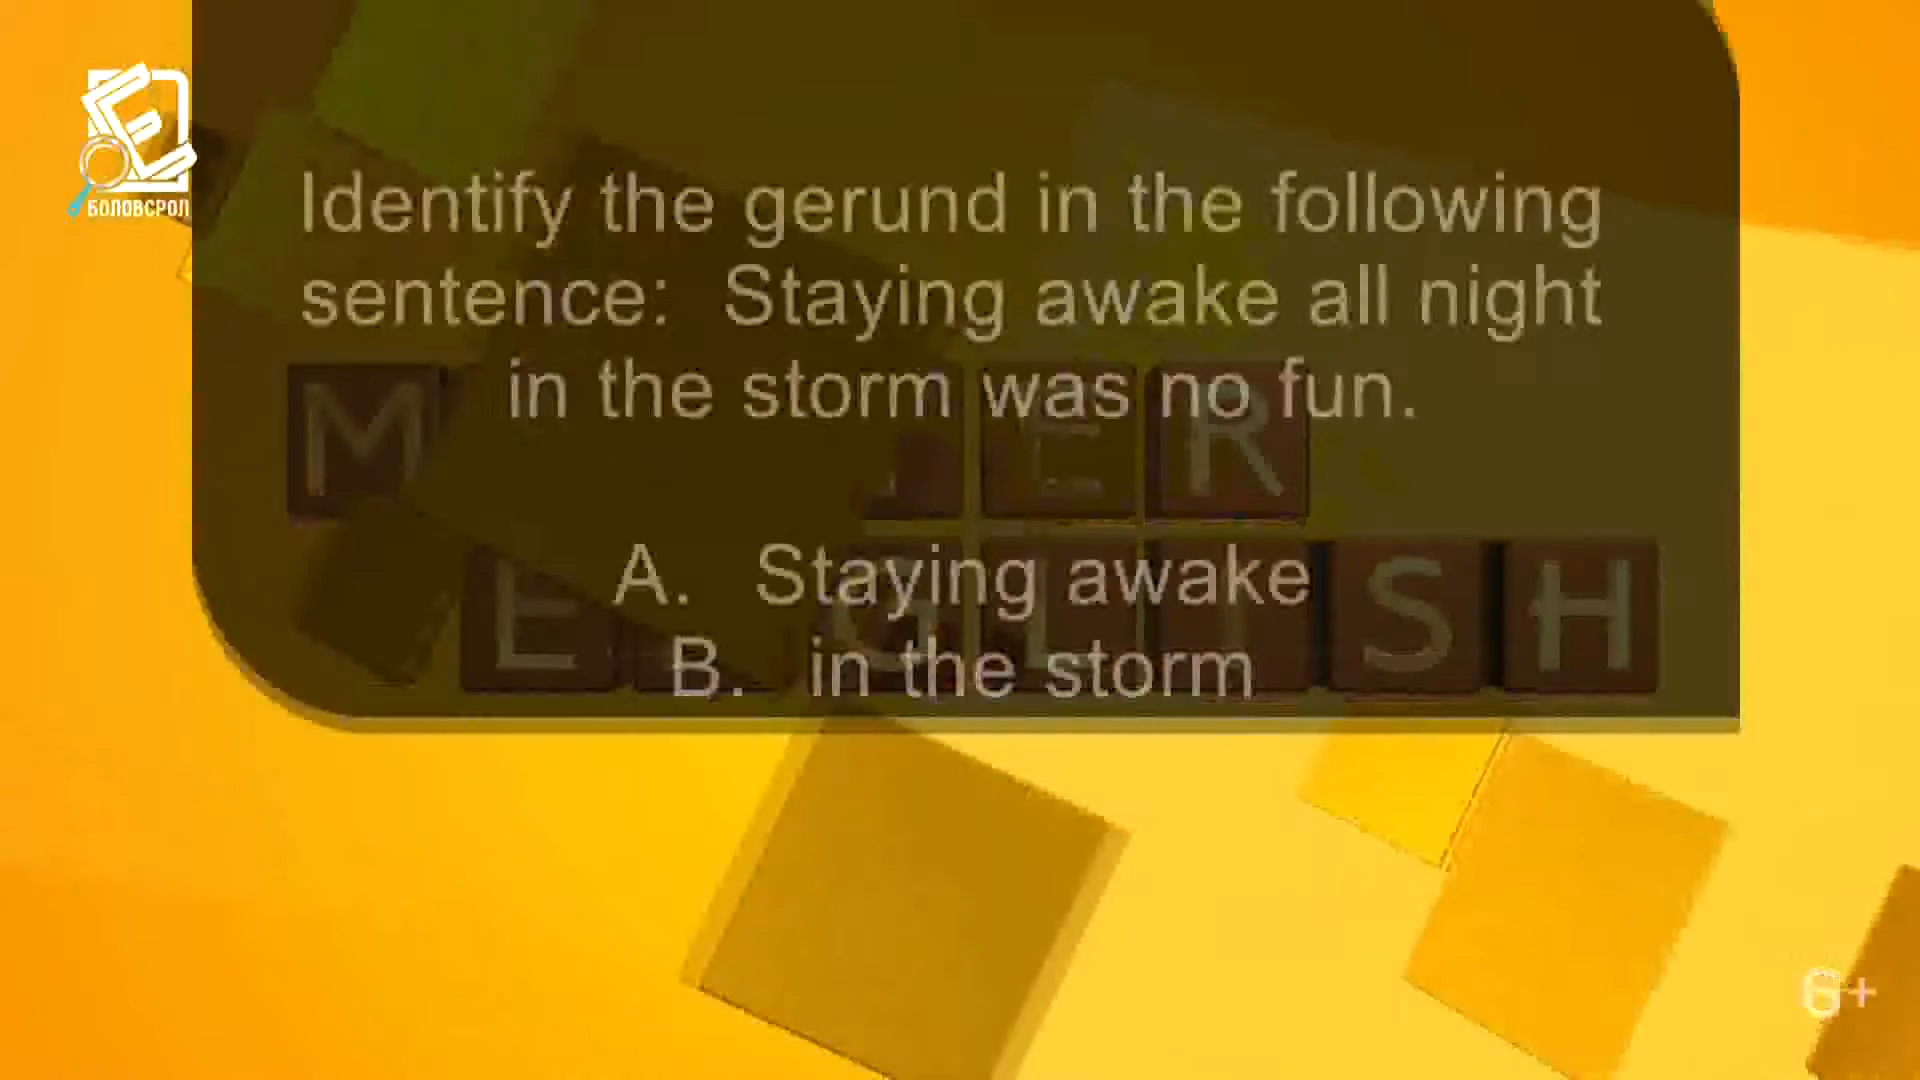 БОЛОВСРОЛ
Identify the gerund in the following
sentence: Staying awake all night
in the storm was no fun.
M E R
A. Staying awake
E G L I S H
B. in the storm
6+